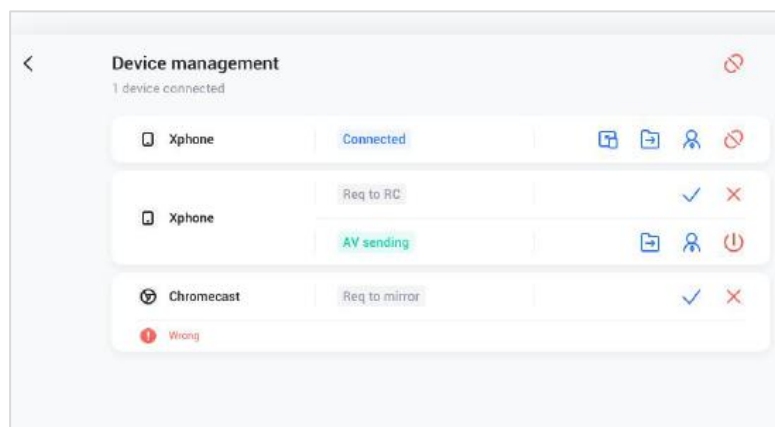 Device management
1 device connected
Xphone
Connected
Req to RC
Xphone
AV sending
Chromecast
Req to mirror
Wrong